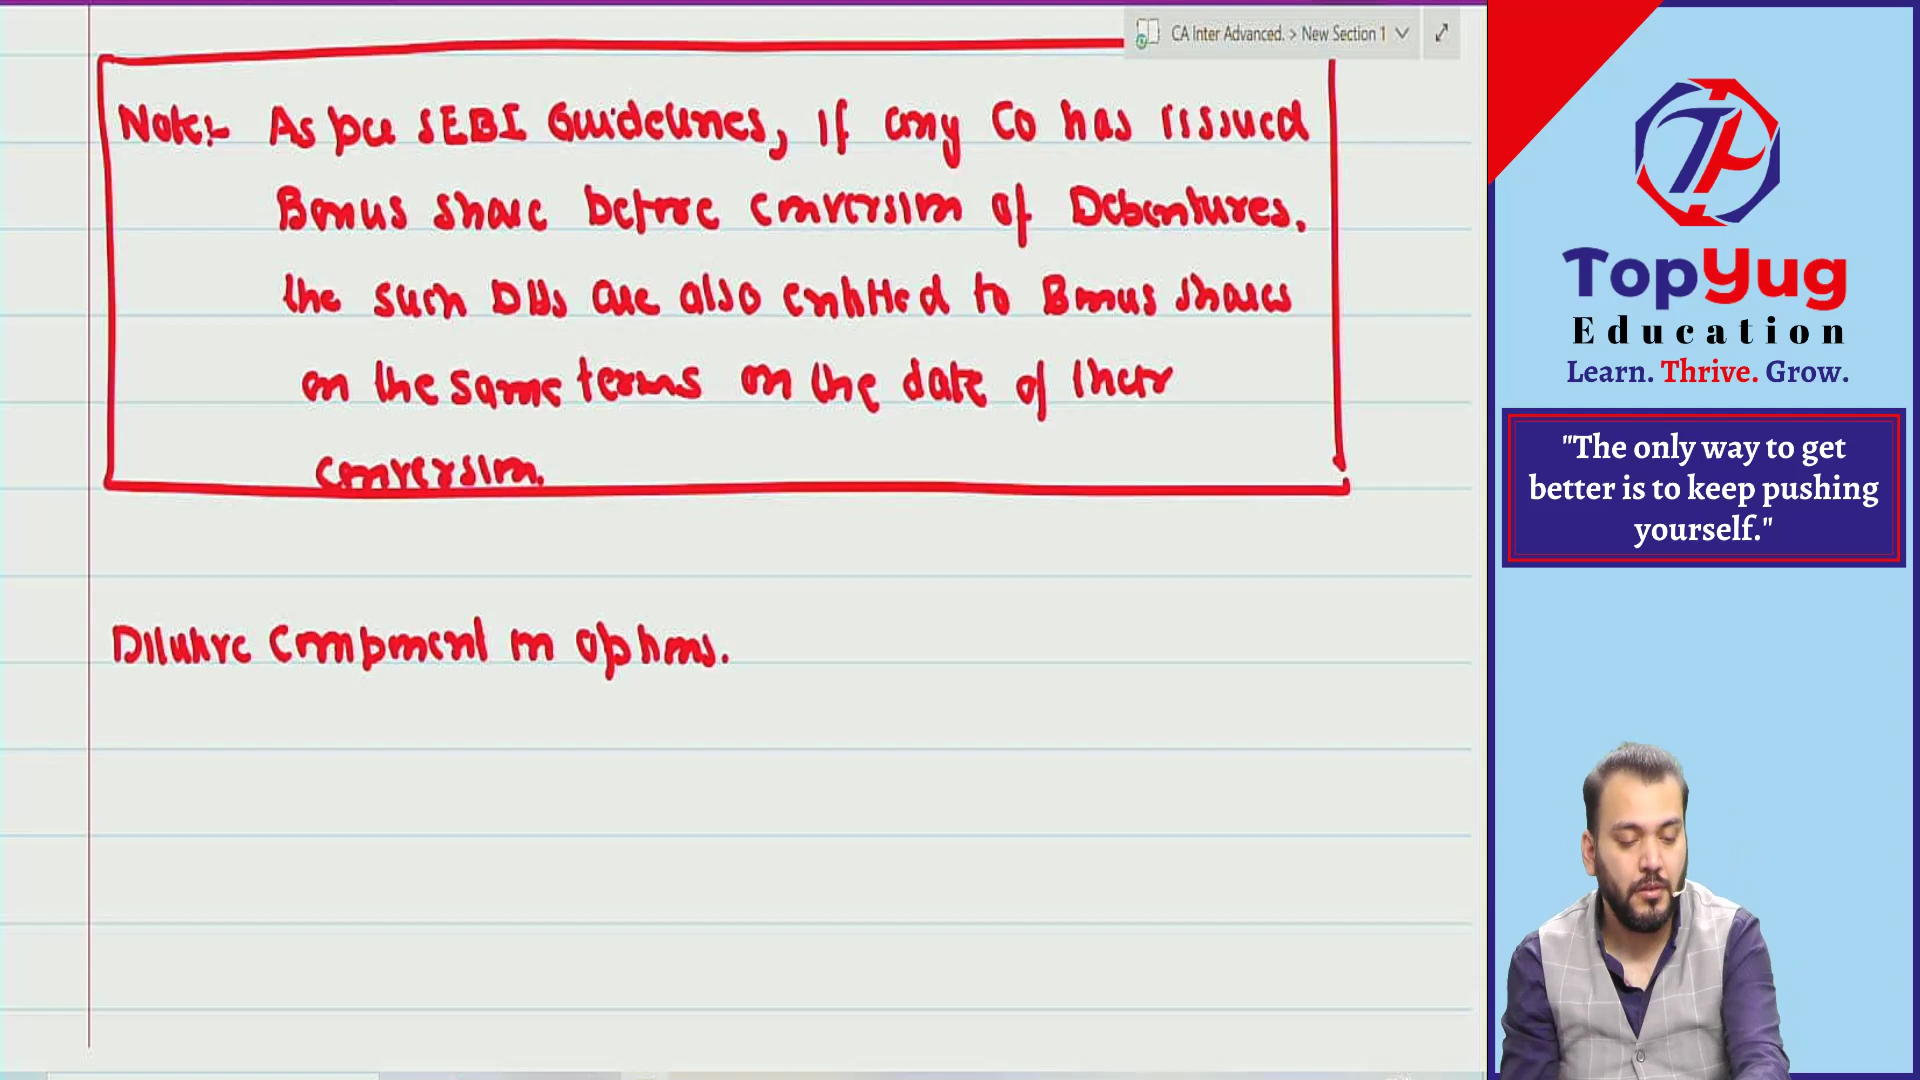 CA Inter Advanced. > New Section 1
Note:- As per SEBI Guidelines, If any Co has issued
Bonus share before conversion of Debentures,
the such DHs are also entitled to Bonus shares
on the same terms on the date of their
conversion.
Dilutive Component in options.
TopYug
Education
Learn. Thrive. Grow.
"The only way to get
better is to keep pushing
yourself."